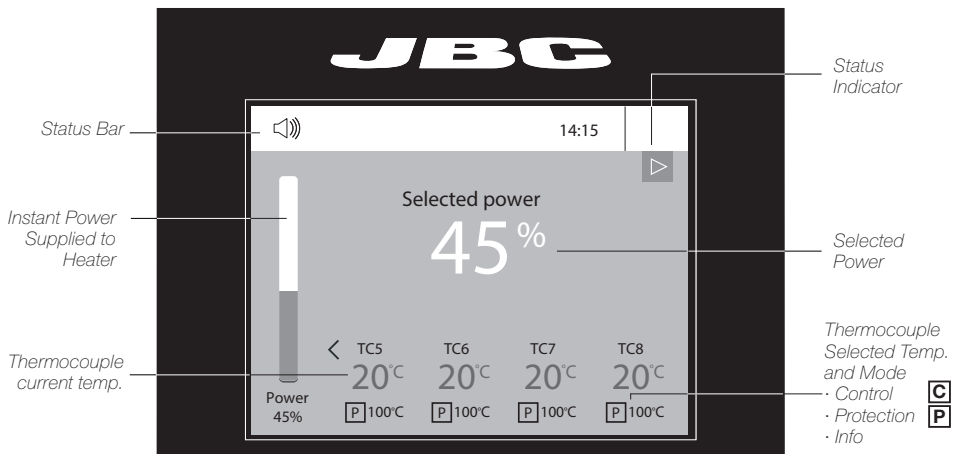 JBC
Status
Indicator
Status Bar
14:15
Instant Power
Supplied to
Heater
Selected power
45%
Selected
Power
Thermocouple
current temp.
TC5 TC6 TC7 TC8
20°C 20°C 20°C 20°C
P 100°C P 100°C P 100°C P 100°C
Power
45%
Thermocouple
Selected Temp.
and Mode
· Control C
· Protection P
· Info